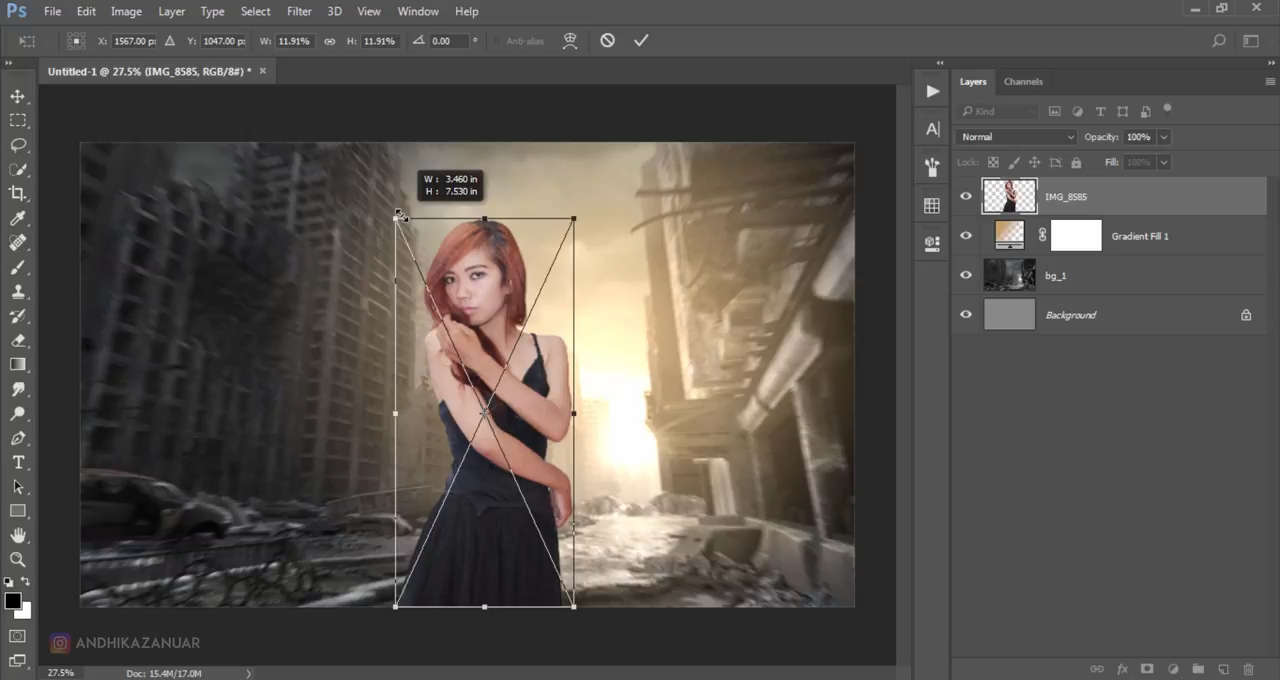 Ps File Edit Image Layer Type Select Filter 3D View Window Help
X: 1567.00 p: Y: 1047.00 p: W: 11.91% H: 11.91% 0.00 ° Anti-alias
Untitled-1 @ 27.5% (IMG_8585, RGB/8#) * ×
Layers Channels
Kind
Normal Opacity: 100%
Lock: Fill: 100%
W : 3.460 in
H : 7.530 in
IMG_8585
Gradient Fill 1
bg_1
Background
ANDHIKAZANUAR
27.5% Doc: 15.4M/17.0M